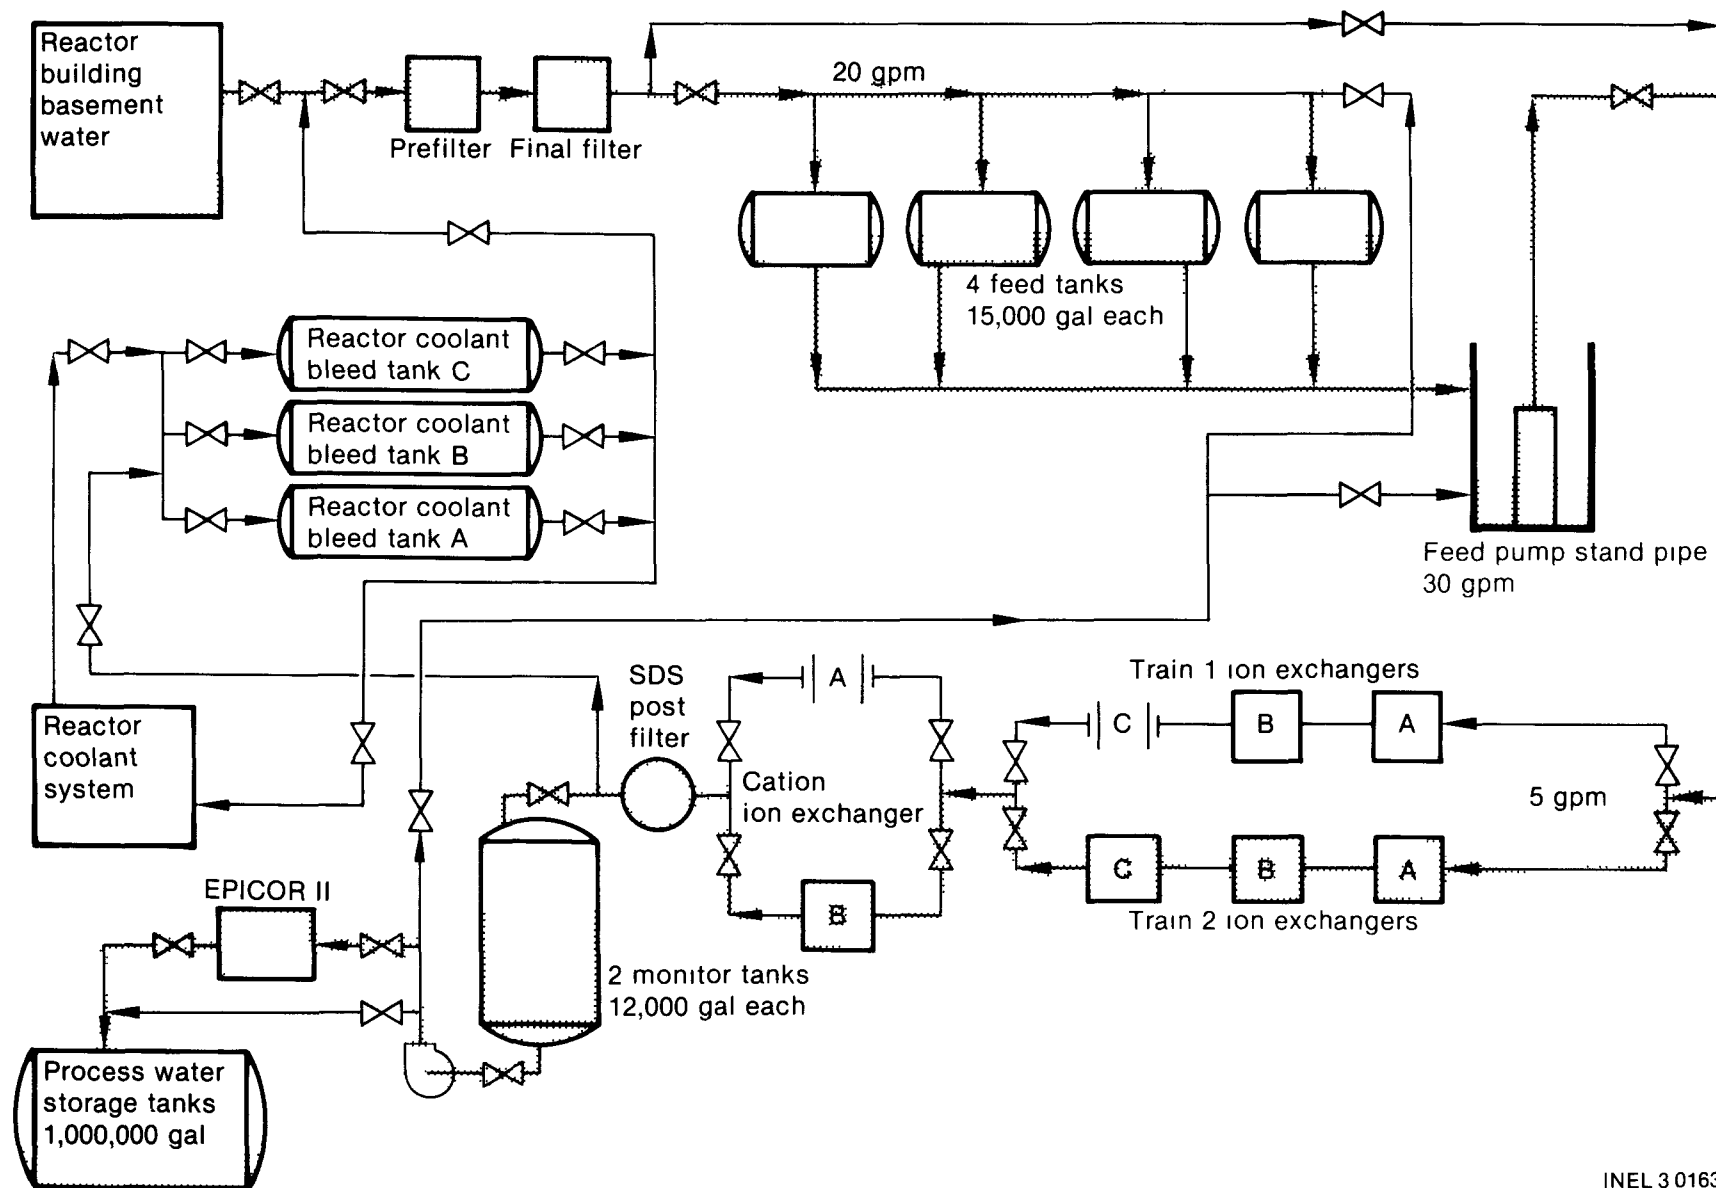 Reactor
building
basement
water
Prefilter
Final filter
20 gpm
4 feed tanks
15,000 gal each
Reactor coolant
bleed tank C
Reactor coolant
bleed tank B
Reactor coolant
bleed tank A
Feed pump stand pipe
30 gpm
Reactor
coolant
system
SDS
post
filter
A
Cation
ion exchanger
B
Train 1 ion exchangers
C
B
A
5 gpm
C
B
A
Train 2 ion exchangers
EPICOR II
2 monitor tanks
12,000 gal each
Process water
storage tanks
1,000,000 gal
INEL 3 0163